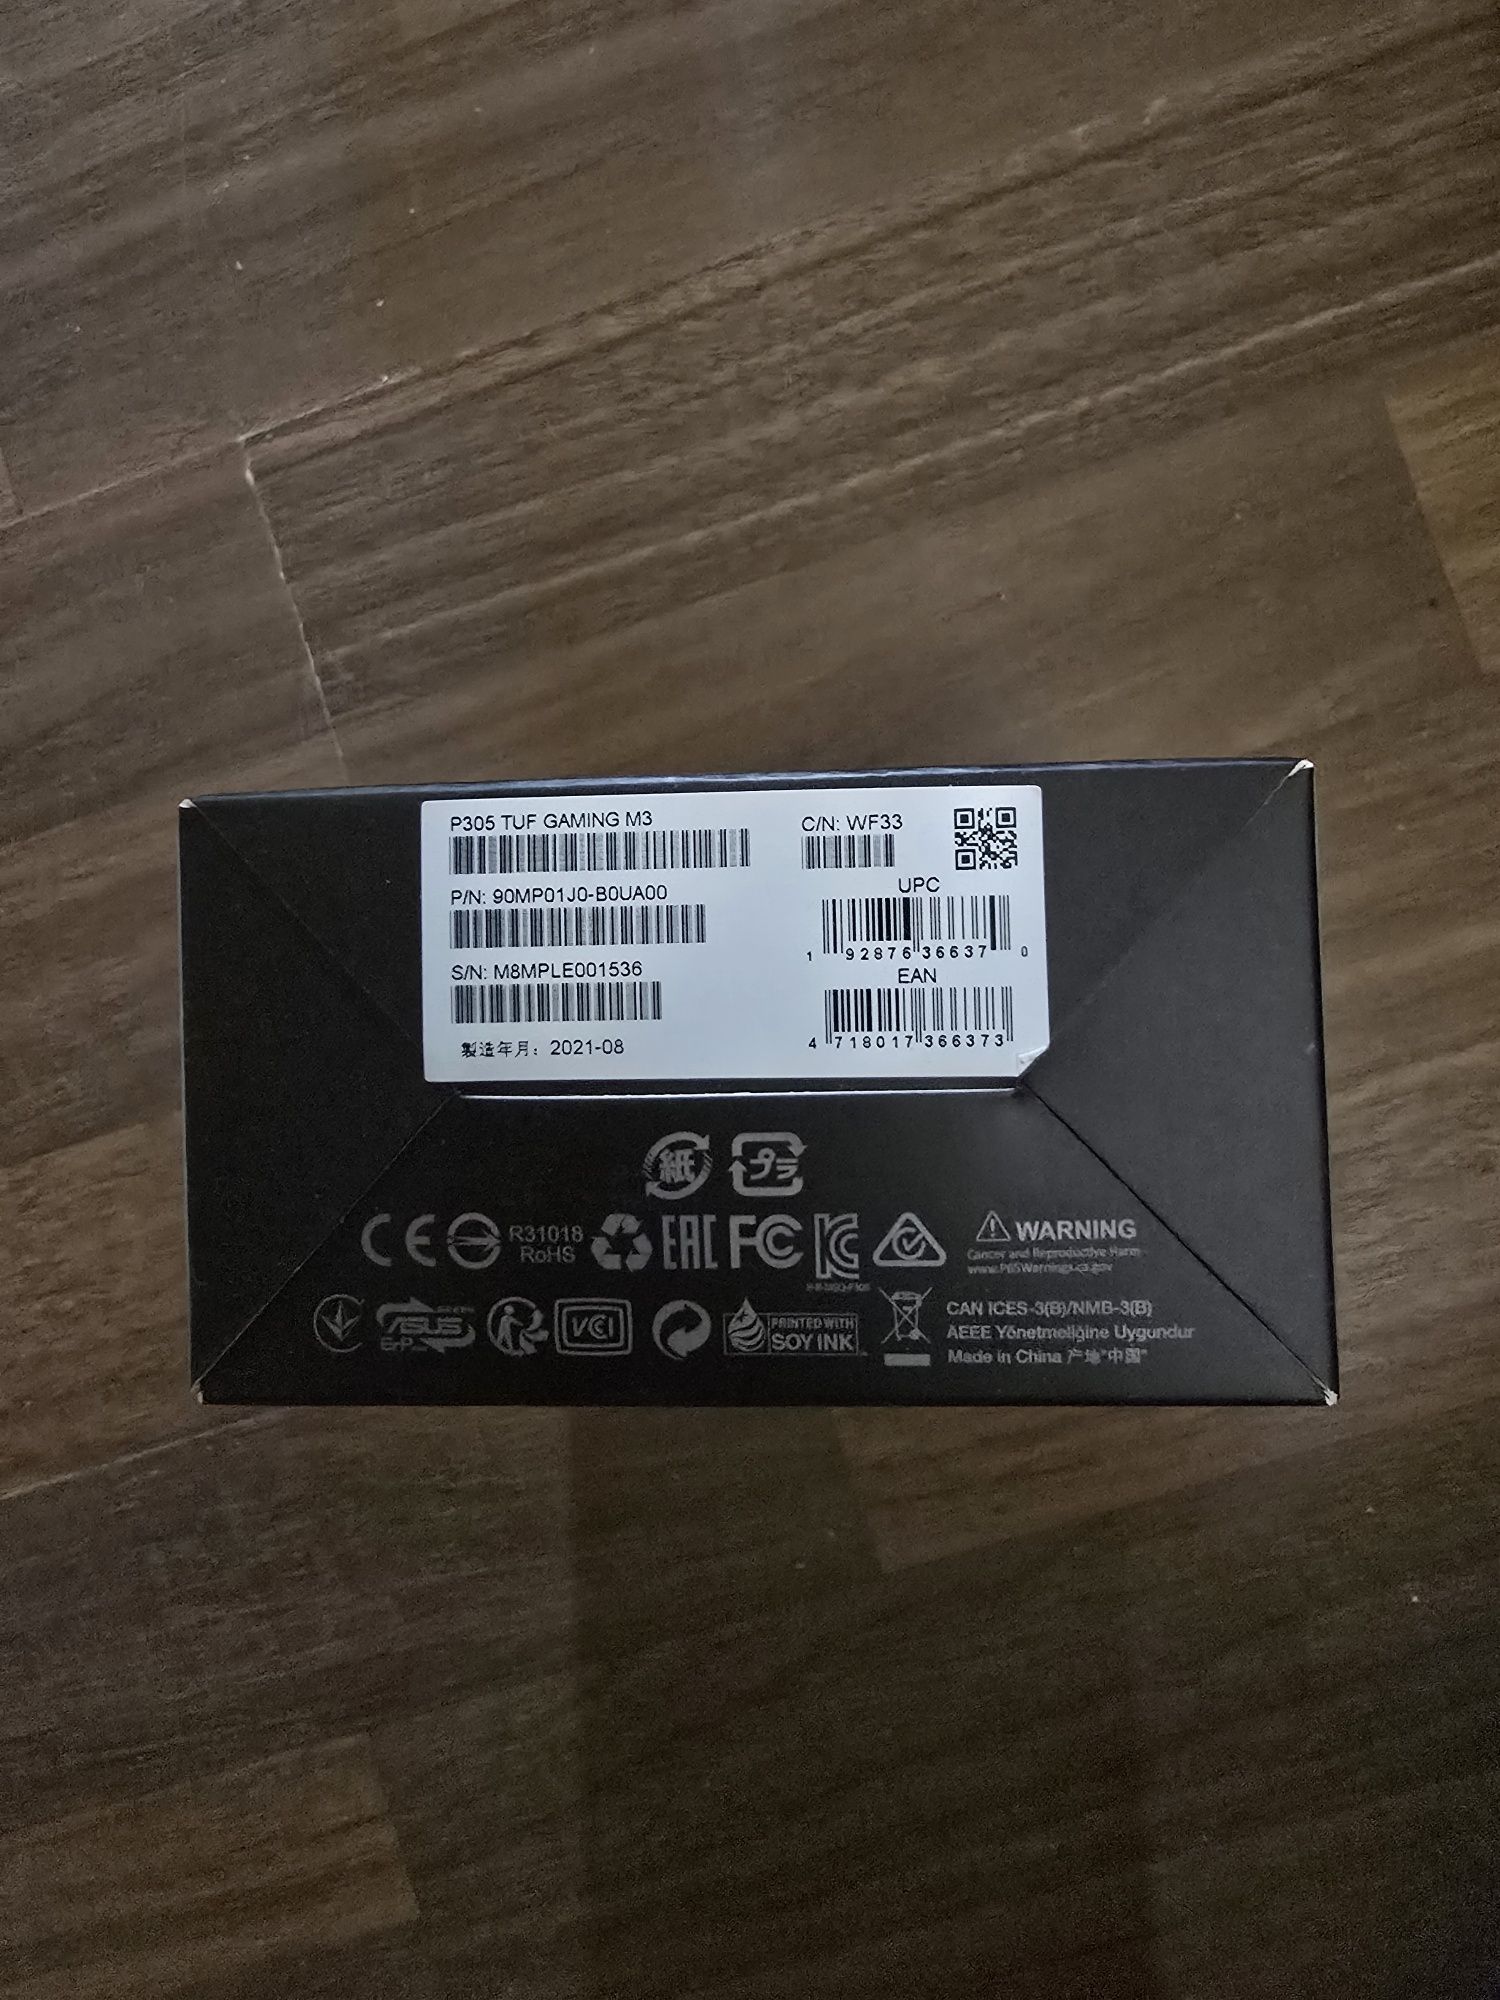 P305 TUF GAMING M3
P/N: 90MP01J0-B0UA00
S/N: M8MPLE001536
製造年月：2021-08
C/N: WF33
UPC
1 92876 36637 0
EAN
4 718017 366373
紙
プラ
CE R31018 RoHS EAC FC KC
WARNING
Cancer and Reproductive Harm
www.P65Warnings.ca.gov
ASUS
VCI
PRINTED WITH
SOY INK
CAN ICES-3(B)/NMB-3(B)
AEEE Yönetmeliğine Uygundur
Made in China 产地"中国"